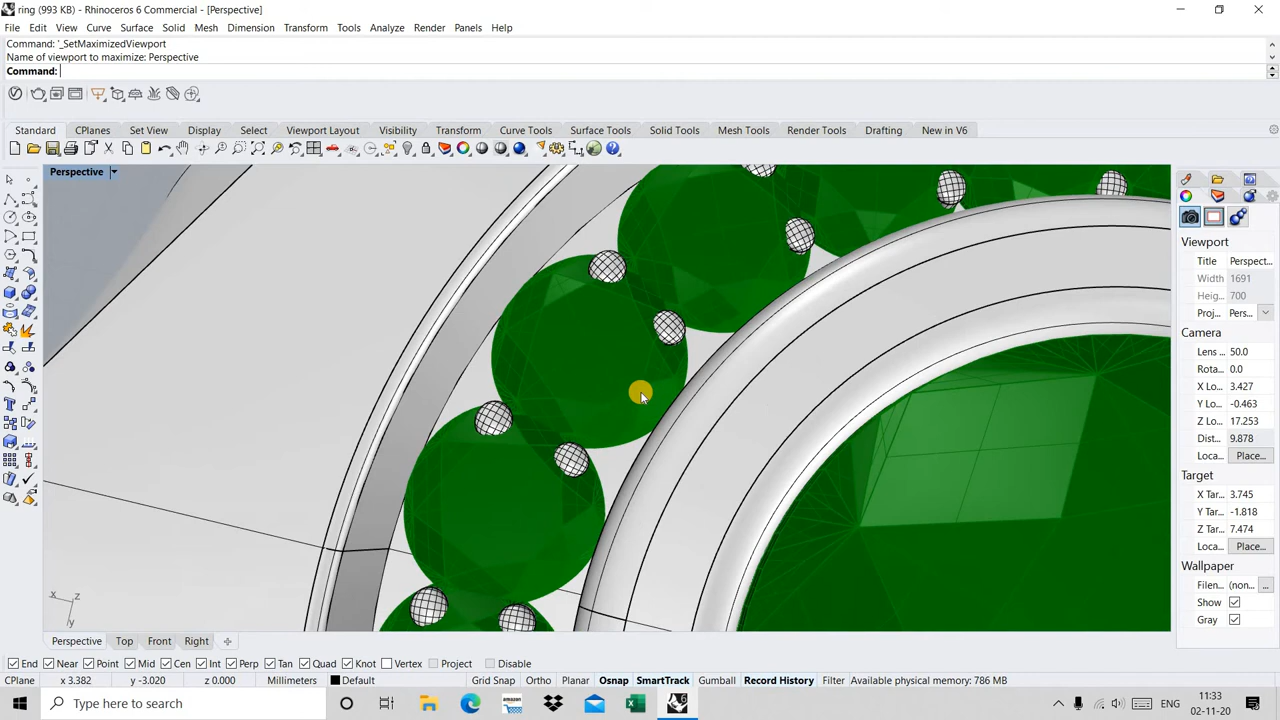 ring (993 KB) - Rhinoceros 6 Commercial - [Perspective]
File Edit View Curve Surface Solid Mesh Dimension Transform Tools Analyze Render Panels Help
Command: '_SetMaximizedViewport
Name of viewport to maximize: Perspective
Command:
Standard CPlanes Set View Display Select Viewport Layout Visibility Transform Curve Tools Surface Tools Solid Tools Mesh Tools Render Tools Drafting New in V6
Perspective
Viewport
Title Perspect...
Width 1691
Heig... 700
Proj... Pers...
Camera
Lens ... 50.0
Rota... 0.0
X Lo... 3.427
Y Lo... -0.463
Z Lo... 17.253
Dist... 9.878
Loca... Place...
Target
X Tar... 3.745
Y Tar... -1.818
Z Tar... 7.474
Loca... Place...
Wallpaper
Filen... (non... ...
Show
Gray
x z
y
Perspective Top Front Right
End Near Point Mid Cen Int Perp Tan Quad Knot Vertex Project Disable
CPlane x 3.382 y -3.020 z 0.000 Millimeters Default Grid Snap Ortho Planar Osnap SmartTrack Gumball Record History Filter Available physical memory: 786 MB
Type here to search
amazon
ENG
11:33
02-11-20